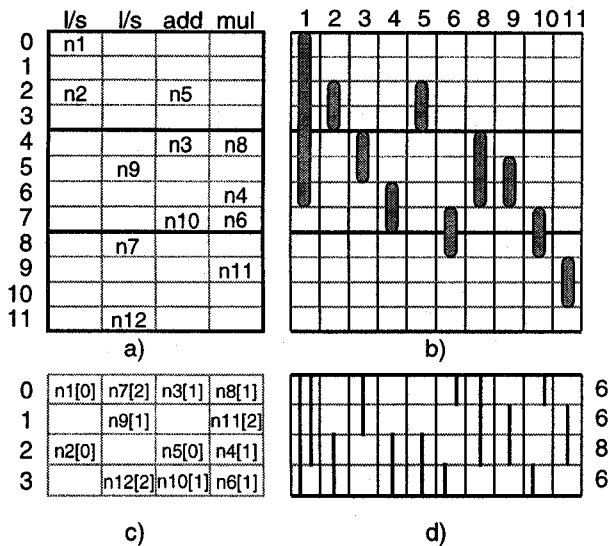 l/s l/s add mul 1 2 3 4 5 6 8 9 10 11
0 n1
1
2 n2 n5
3
4 n3 n8
5 n9
6 n4
7 n10 n6
8 n7
9 n11
10
11 n12
a) b)
0 n1[0] n7[2] n3[1] n8[1] 6
1 n9[1] n11[2] 6
2 n2[0] n5[0] n4[1] 8
3 n12[2] n10[1] n6[1] 6
c) d)